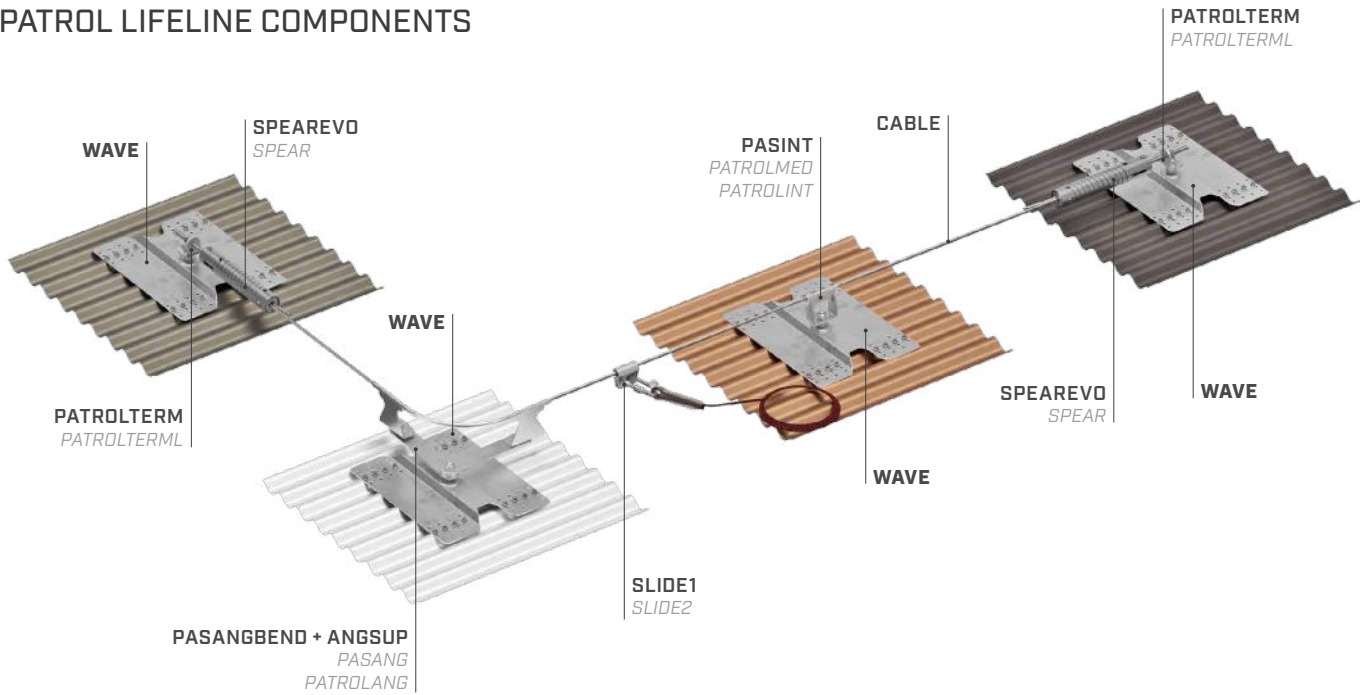 PATROL LIFELINE COMPONENTS
PATROLTERM
PATROLTERML
SPEAREVO
SPEAR
WAVE
CABLE
PASINT
PATROLMED
PATROLINT
WAVE
PATROLTERM
PATROLTERML
SPEAREVO
SPEAR
WAVE
WAVE
SLIDE1
SLIDE2
PASANGBEND + ANGSUP
PASANG
PATROLANG